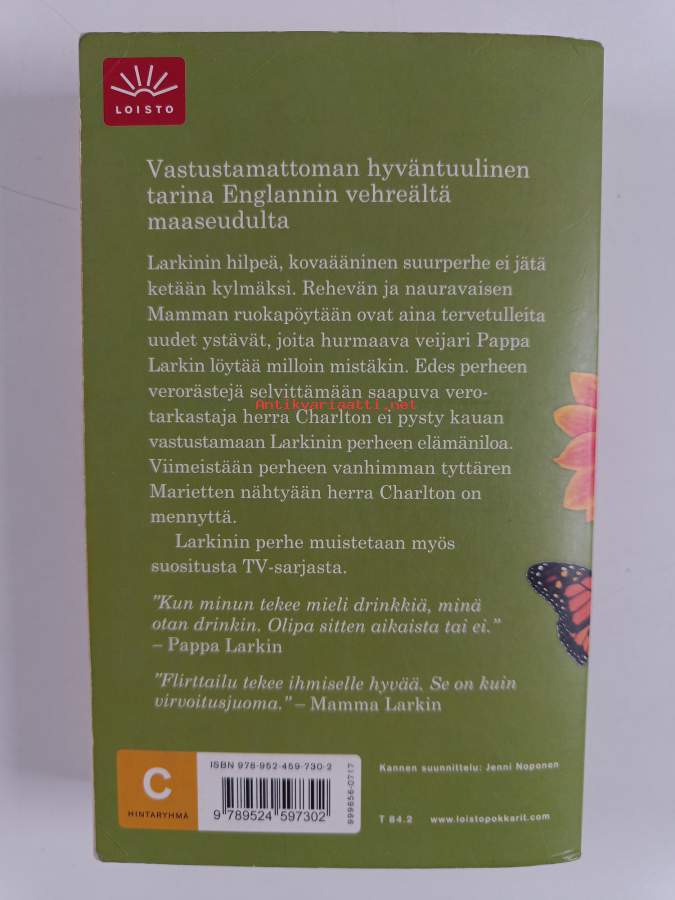 LOISTO
Vastustamattoman hyväntuulinen
tarina Englannin vehreältä
maaseudulta
Larkinin hilpeä, kovaääninen suurperhe ei jätä
ketään kylmäksi. Rehevän ja nauravaisen
Mamman ruokapöytään ovat aina tervetulleita
uudet ystävät, joita hurmaava veijari Pappa
Larkin löytää milloin mistäkin. Edes perheen
verorästejä selvittämään saapuva vero-
Antikvariaatti.net
tarkastaja herra Charlton ei pysty kauan
vastustamaan Larkinin perheen elämäniloa.
Viimeistään perheen vanhimman tyttären
Marietten nähtyään herra Charlton on
mennyttä.
Larkinin perhe muistetaan myös
suositusta TV-sarjasta.
"Kun minun tekee mieli drinkkiä, minä
otan drinkin. Olipa sitten aikaista tai ei."
– Pappa Larkin
"Flirttailu tekee ihmiselle hyvää. Se on kuin
virvoitusjuoma." – Mamma Larkin
C
HINTARYHMÄ
ISBN 978-952-459-730-2
9 789524 597302
999656-0717
Kannen suunnittelu: Jenni Noponen
T 84.2 www.loistopokkarit.com